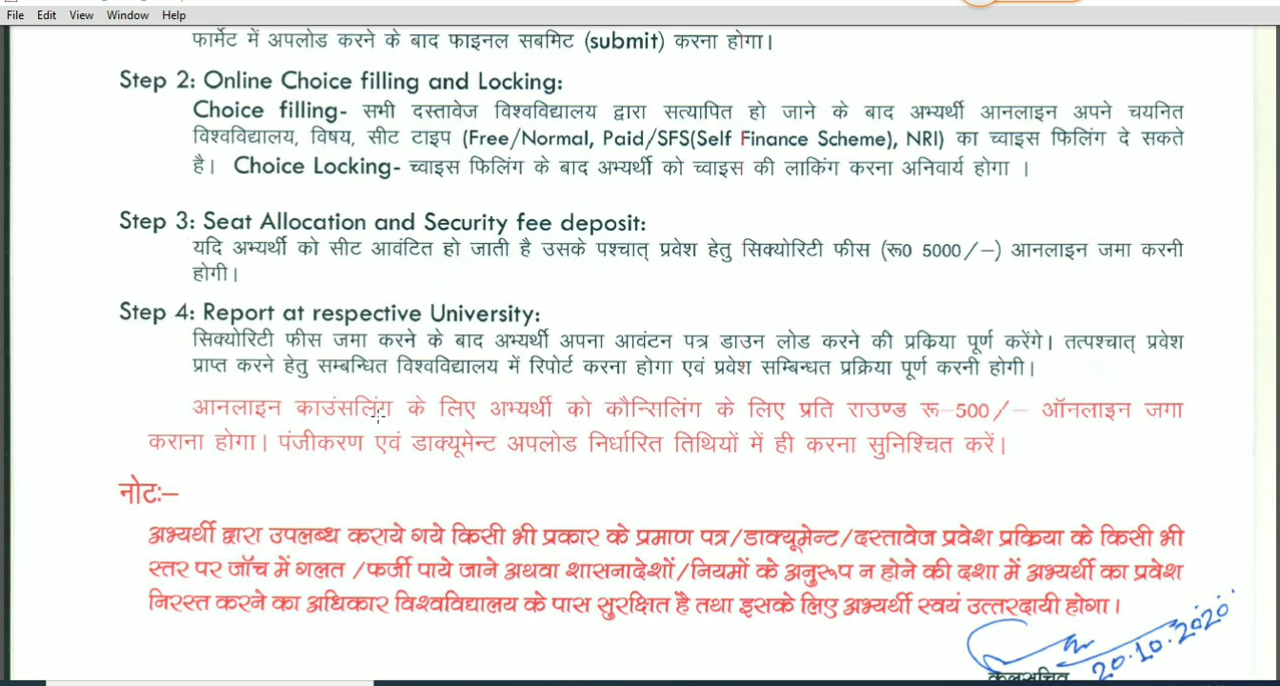 File Edit View Window Help
फार्मेट में अपलोड करने के बाद फाइनल सबमिट (submit) करना होगा।
Step 2: Online Choice filling and Locking:
Choice filling- सभी दस्तावेज विश्वविद्यालय द्वारा सत्यापित हो जाने के बाद अभ्यर्थी आनलाइन अपने चयनित
विश्वविद्यालय, विषय, सीट टाइप (Free/Normal, Paid/SFS(Self Finance Scheme), NRI) का च्वाइस फिलिंग दे सकते
है। Choice Locking- च्वाइस फिलिंग के बाद अभ्यर्थी को च्वाइस की लाकिंग करना अनिवार्य होगा ।
Step 3: Seat Allocation and Security fee deposit:
यदि अभ्यर्थी को सीट आवंटित हो जाती है उसके पश्चात् प्रवेश हेतु सिक्योरिटी फीस (रू0 5000/-) आनलाइन जमा करनी
होगी।
Step 4: Report at respective University:
सिक्योरिटी फीस जमा करने के बाद अभ्यर्थी अपना आवंटन पत्र डाउन लोड करने की प्रक्रिया पूर्ण करेंगे। तत्पश्चात् प्रवेश
प्राप्त करने हेतु सम्बन्धित विश्वविद्यालय में रिपोर्ट करना होगा एवं प्रवेश सम्बिन्धत प्रक्रिया पूर्ण करनी होगी।
आनलाइन काउंसलिंग के लिए अभ्यर्थी को कौन्सिलिंग के लिए प्रति राउण्ड रू-500/- ऑनलाइन जगा
कराना होगा। पंजीकरण एवं डाक्यूमेन्ट अपलोड निर्धारित तिथियों में ही करना सुनिश्चित करें।
नोटः-
अभ्यर्थी द्वारा उपलब्ध कराये गये किसी भी प्रकार के प्रमाण पत्र/डाक्यूमेन्ट/दस्तावेज प्रवेश प्रक्रिया के किसी भी
स्तर पर जॉच में गलत /फर्जी पाये जाने अथवा शासनादेशों/नियमों के अनुरूप न होने की दशा में अभ्यर्थी का प्रवेश
निरस्त करने का अधिकार विश्वविद्यालय के पास सुरक्षित है तथा इसके लिए अभ्यर्थी स्वयं उत्तरदायी होगा।
20.10.2020
कुलसचिव